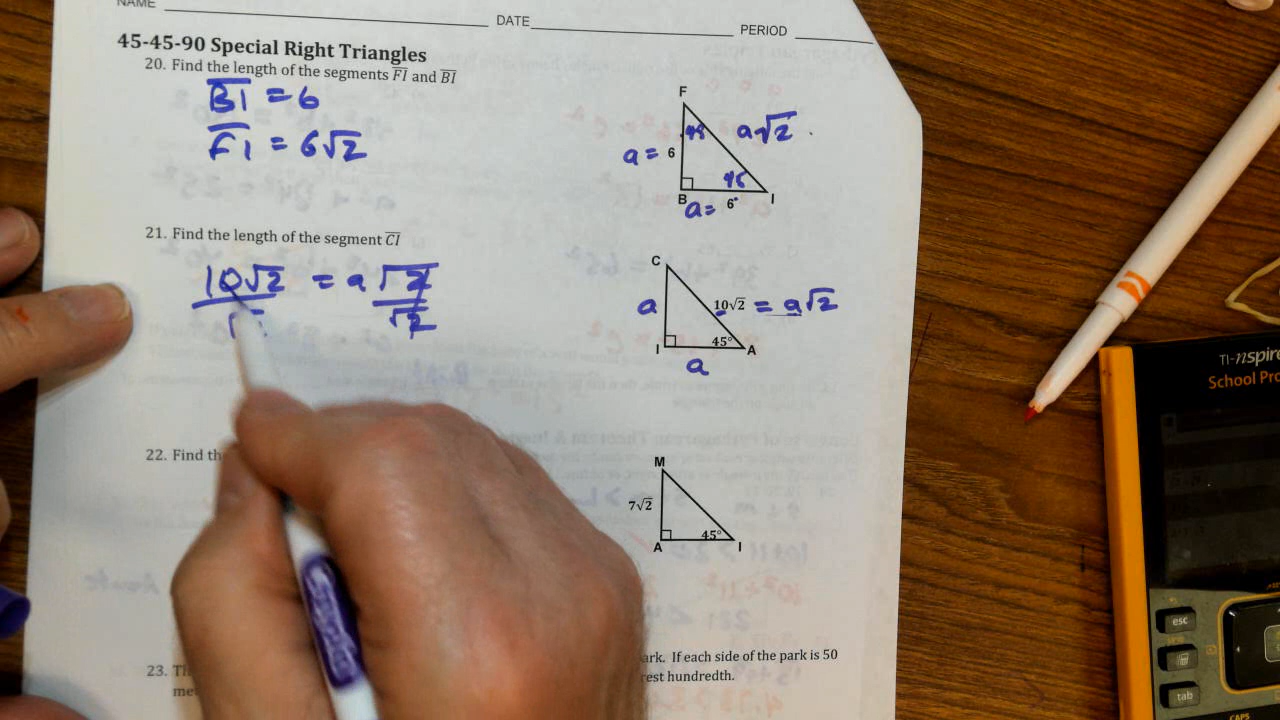 NAME DATE PERIOD
45-45-90 Special Right Triangles
20. Find the length of the segments FI and BI
BI = 6
FI = 6√2
F
45
a√2
a = 6
45
B
I
a= 6
21. Find the length of the segment CI
10√2 = a√2
√2
C
a
10√2 = a√2
45°
I
A
a
22. Find th
M
7√2
45°
A
I
23. Th
ark. If each side of the park is 50
me
rest hundredth.
TI-nspire
School Pro
esc
tab
CAPS